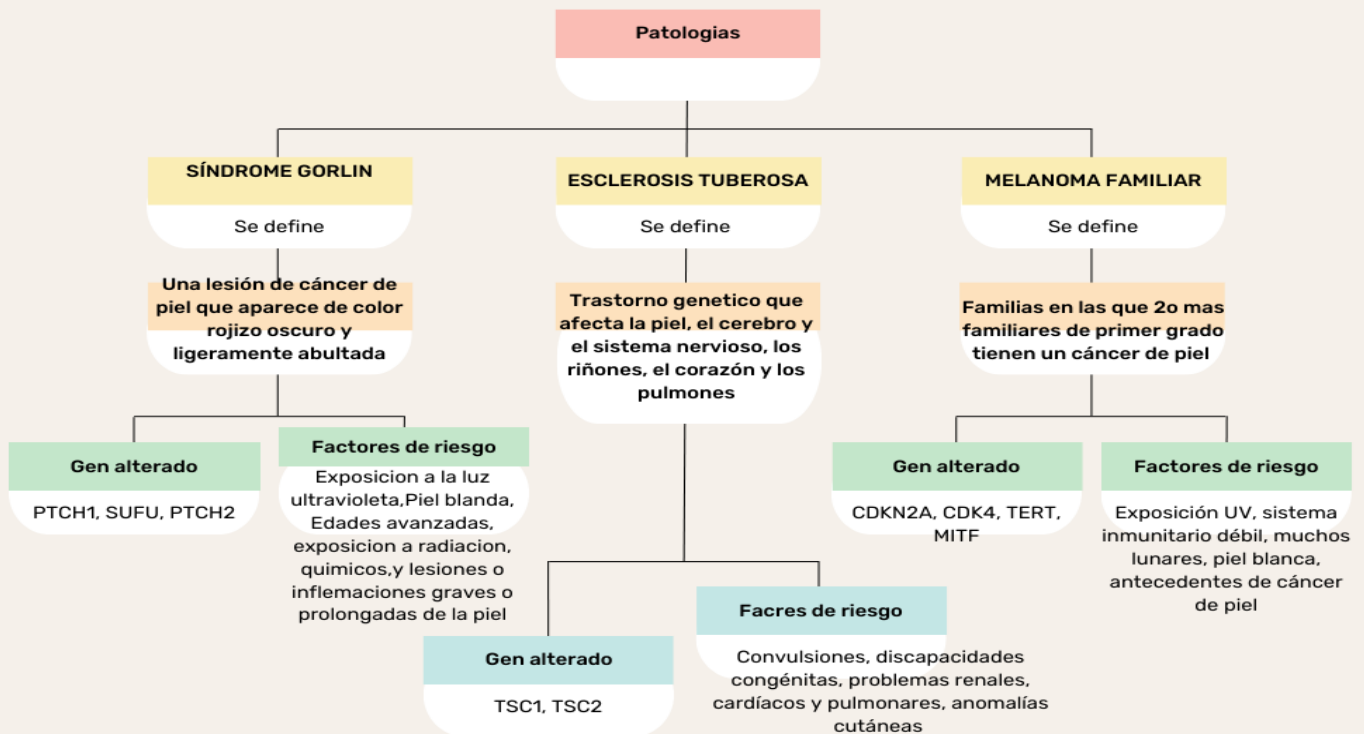 Patologias
SÍNDROME GORLIN
Se define
Una lesión de cáncer de
piel que aparece de color
rojizo oscuro y
ligeramente abultada
Gen alterado
PTCH1, SUFU, PTCH2
Factores de riesgo
Exposicion a la luz
ultravioleta,Piel blanda,
Edades avanzadas,
exposicion a radiacion,
quimicos,y lesiones o
inflemaciones graves o
prolongadas de la piel
ESCLEROSIS TUBEROSA
Se define
Trastorno genetico que
afecta la piel, el cerebro y
el sistema nervioso, los
riñones, el corazón y los
pulmones
Gen alterado
TSC1, TSC2
Facres de riesgo
Convulsiones, discapacidades
congénitas, problemas renales,
cardíacos y pulmonares, anomalías
cutáneas
MELANOMA FAMILIAR
Se define
Familias en las que 2o mas
familiares de primer grado
tienen un cáncer de piel
Gen alterado
CDKN2A, CDK4, TERT,
MITF
Factores de riesgo
Exposición UV, sistema
inmunitario débil, muchos
lunares, piel blanca,
antecedentes de cáncer
de piel